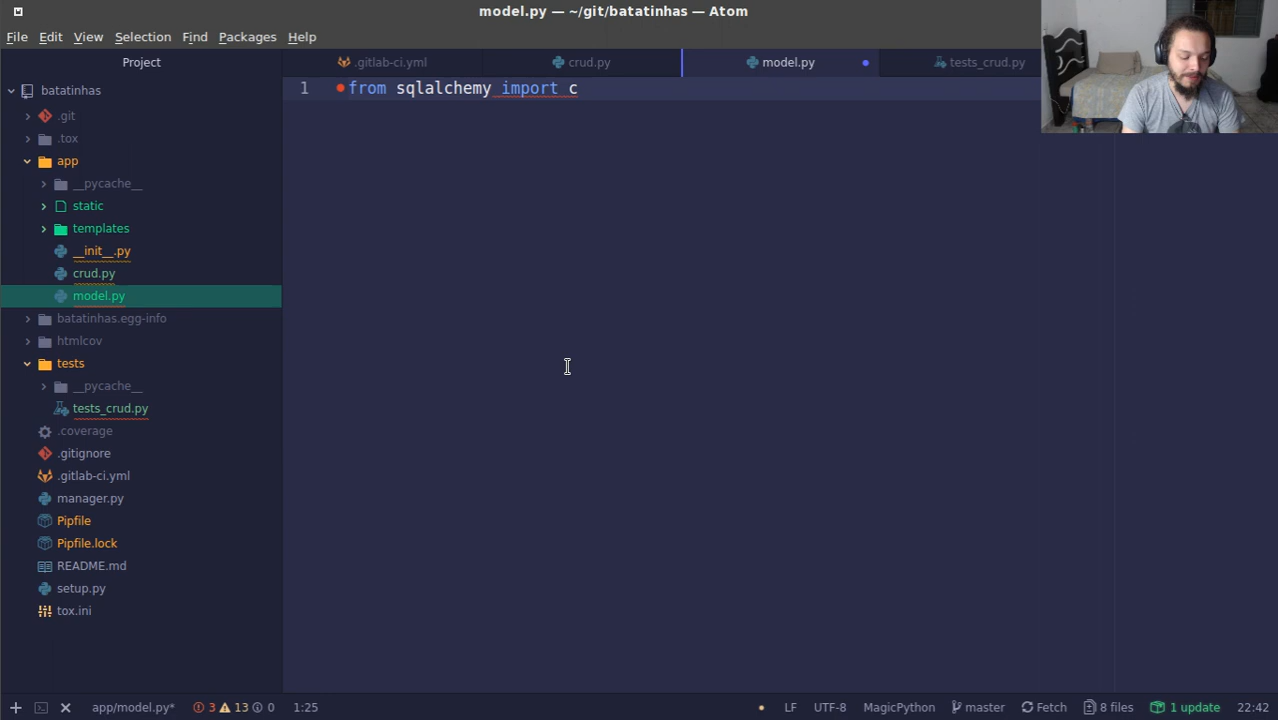 model.py — ~/git/batatinhas — Atom
File Edit View Selection Find Packages Help
Project
.gitlab-ci.yml crud.py model.py tests_crud.py
batatinhas
.git
.tox
app
__pycache__
static
templates
__init__.py
crud.py
model.py
batatinhas.egg-info
htmlcov
tests
__pycache__
tests_crud.py
.coverage
.gitignore
.gitlab-ci.yml
manager.py
Pipfile
Pipfile.lock
README.md
setup.py
tox.ini
1 from sqlalchemy import c
app/model.py* 3 13 0 1:25 LF UTF-8 MagicPython master Fetch 8 files 1 update 22:42